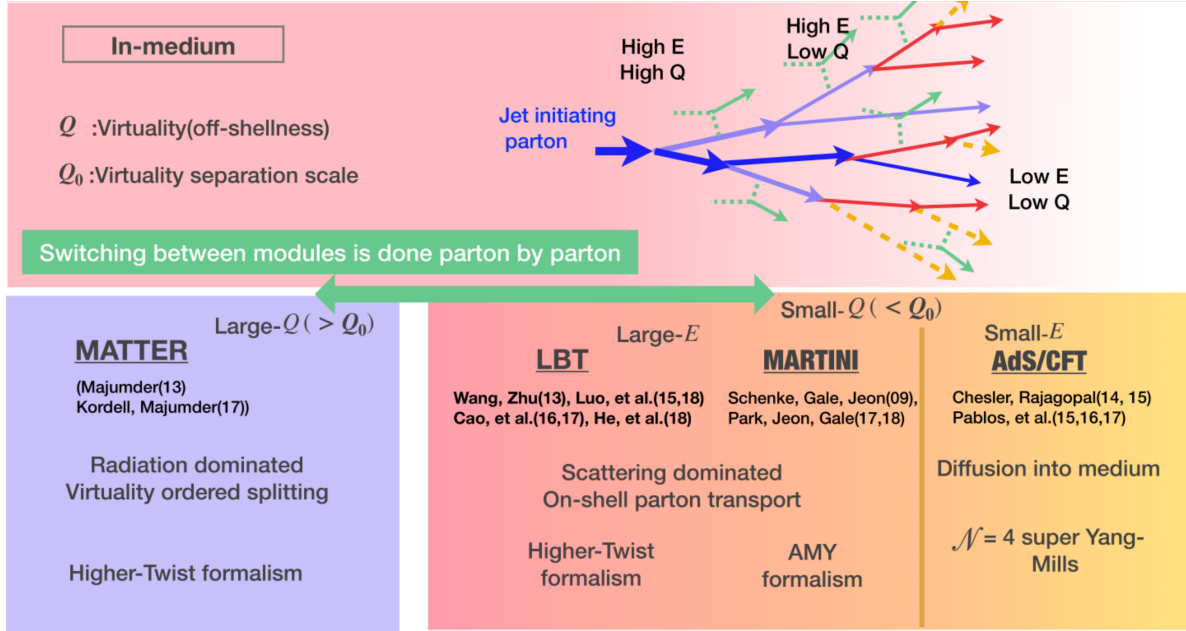 In-medium
Q :Virtuality(off-shellness)
Q₀ :Virtuality separation scale
High E
High Q
High E
Low Q
Jet initiating
parton
Low E
Low Q
Switching between modules is done parton by parton
Large-Q ( > Q₀)
MATTER
(Majumder(13)
Kordell, Majumder(17))
Radiation dominated
Virtuality ordered splitting
Higher-Twist formalism
Small-Q ( < Q₀)
Large-E
LBT
Wang, Zhu(13), Luo, et al.(15,18)
Cao, et al.(16,17), He, et al.(18)
MARTINI
Schenke, Gale, Jeon(09),
Park, Jeon, Gale(17,18)
Scattering dominated
On-shell parton transport
Higher-Twist
formalism
AMY
formalism
Small-E
AdS/CFT
Chesler, Rajagopal(14, 15)
Pablos, et al.(15,16,17)
Diffusion into medium
𝒩 = 4 super Yang-
Mills